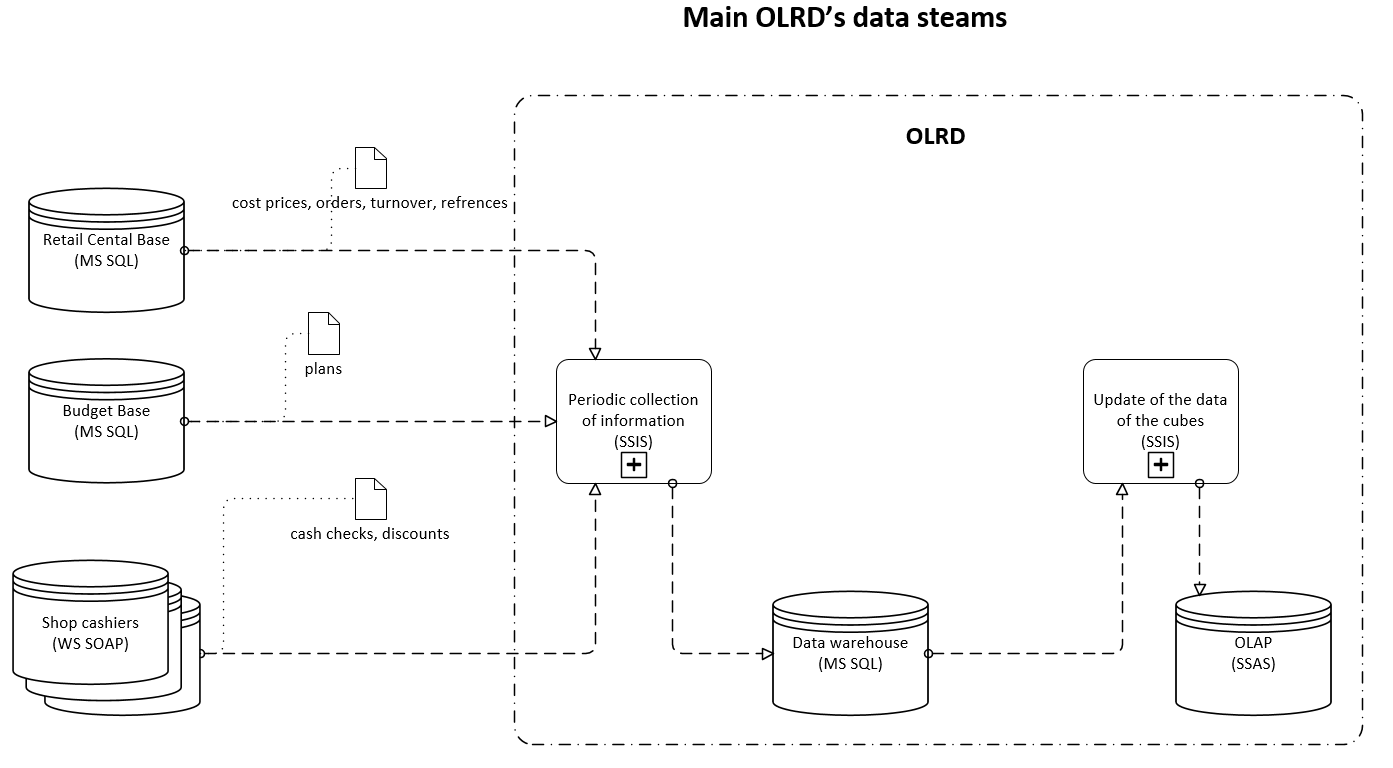 Main OLRD’s data steams
OLRD
cost prices, orders, turnover, refrences
Retail Cental Base
(MS SQL)
plans
Budget Base
(MS SQL)
Periodic collection
of information
(SSIS)
Update of the data
of the cubes
(SSIS)
cash checks, discounts
Shop cashiers
(WS SOAP)
Data warehouse
(MS SQL)
OLAP
(SSAS)